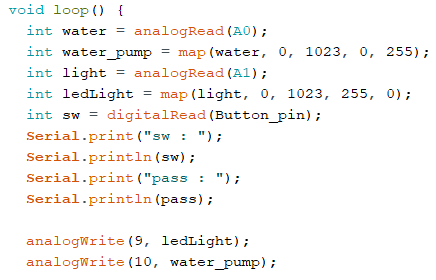 void loop() {
  int water = analogRead(A0);
  int water_pump = map(water, 0, 1023, 0, 255);
  int light = analogRead(A1);
  int ledLight = map(light, 0, 1023, 255, 0);
  int sw = digitalRead(Button_pin);
  Serial.print("sw : ");
  Serial.println(sw);
  Serial.print("pass : ");
  Serial.println(pass);

  analogWrite(9, ledLight);
  analogWrite(10, water_pump);